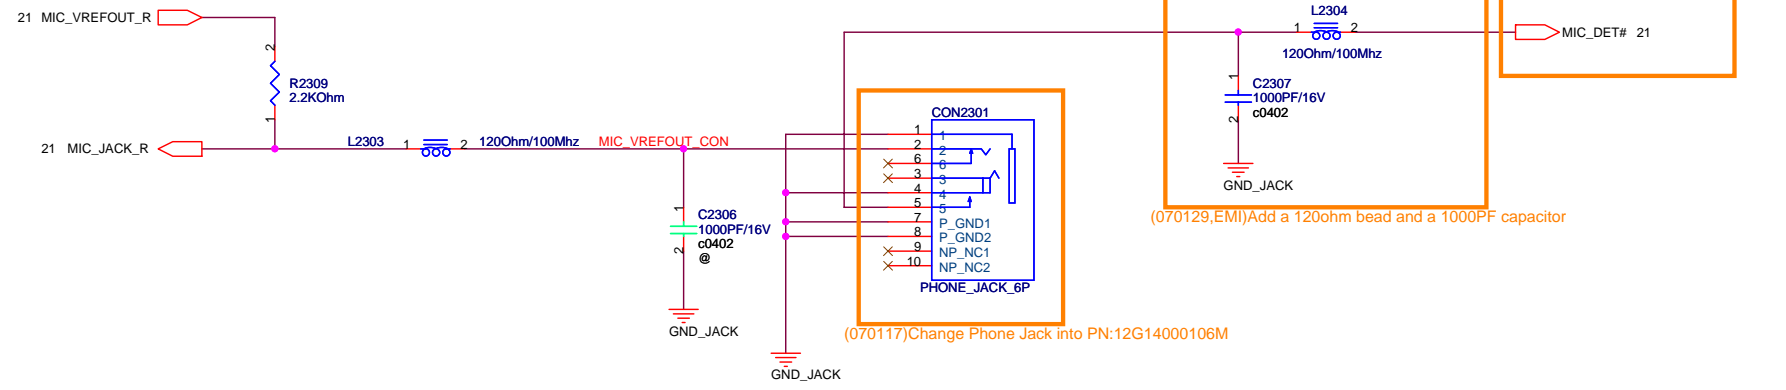 21 MIC_VREFOUT_R
2
R2309
2.2KOhm
1
21 MIC_JACK_R
L2303
1
2
120Ohm/100Mhz
MIC_VREFOUT_CON
1
C2306
1000PF/16V
c0402
@
2
GND_JACK
GND_JACK
CON2301
1 1
2 2
6 6
3 3
4 4
5 5
7 P_GND1
8 P_GND2
9 NP_NC1
10 NP_NC2
PHONE_JACK_6P
(070117)Change Phone Jack into PN:12G14000106M
L2304
1
2
120Ohm/100Mhz
MIC_DET# 21
1
C2307
1000PF/16V
c0402
2
GND_JACK
(070129,EMI)Add a 120ohm bead and a 1000PF capacitor